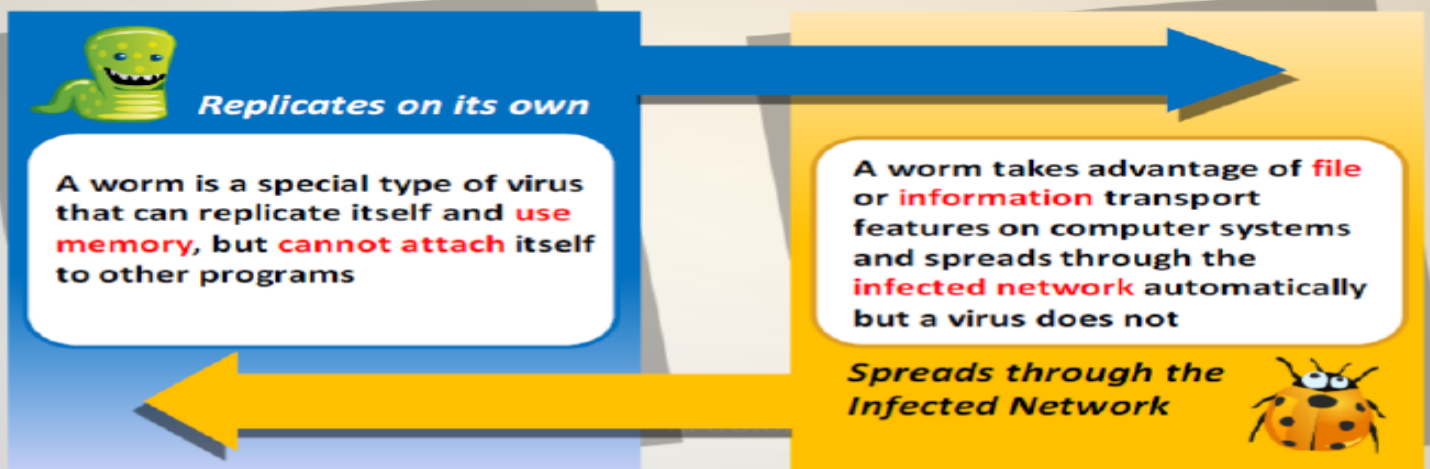 Replicates on its own
A worm is a special type of virus
that can replicate itself and use
memory, but cannot attach itself
to other programs
A worm takes advantage of file
or information transport
features on computer systems
and spreads through the
infected network automatically
but a virus does not
Spreads through the
Infected Network